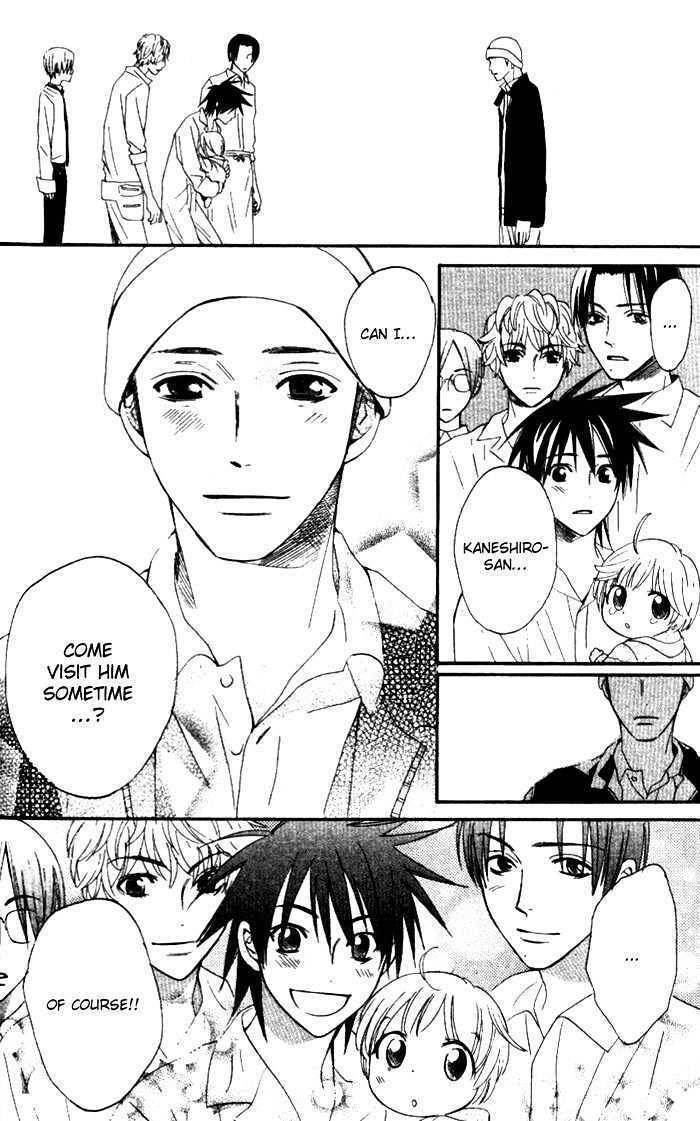 ...
KANESHIRO-
SAN...
CAN I...
COME
VISIT HIM
SOMETIME
...?
...
OF COURSE!!